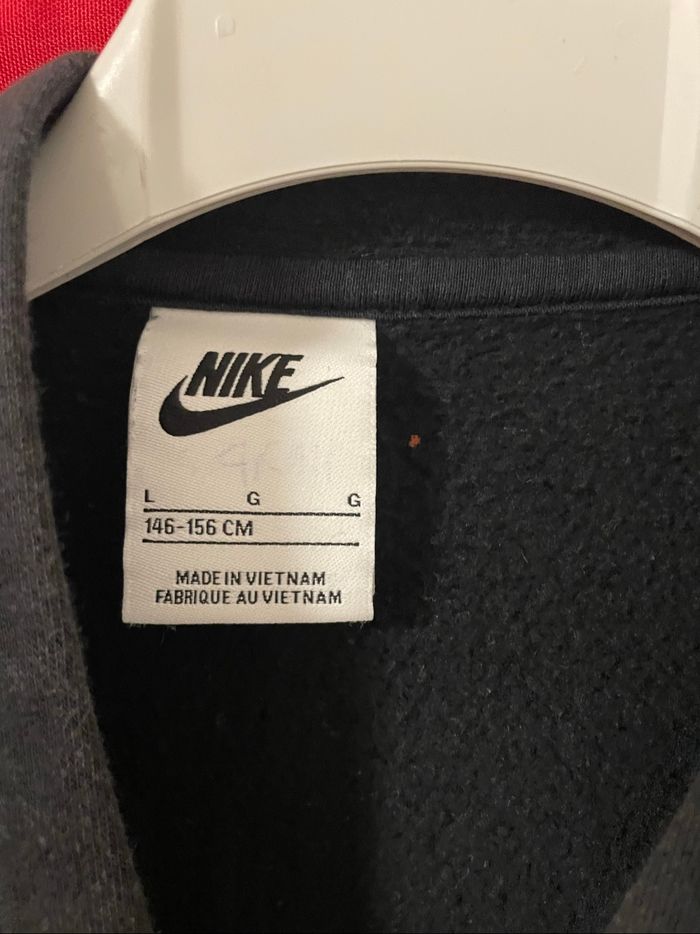 NIKE
L G G
146-156 CM
MADE IN VIETNAM
FABRIQUE AU VIETNAM